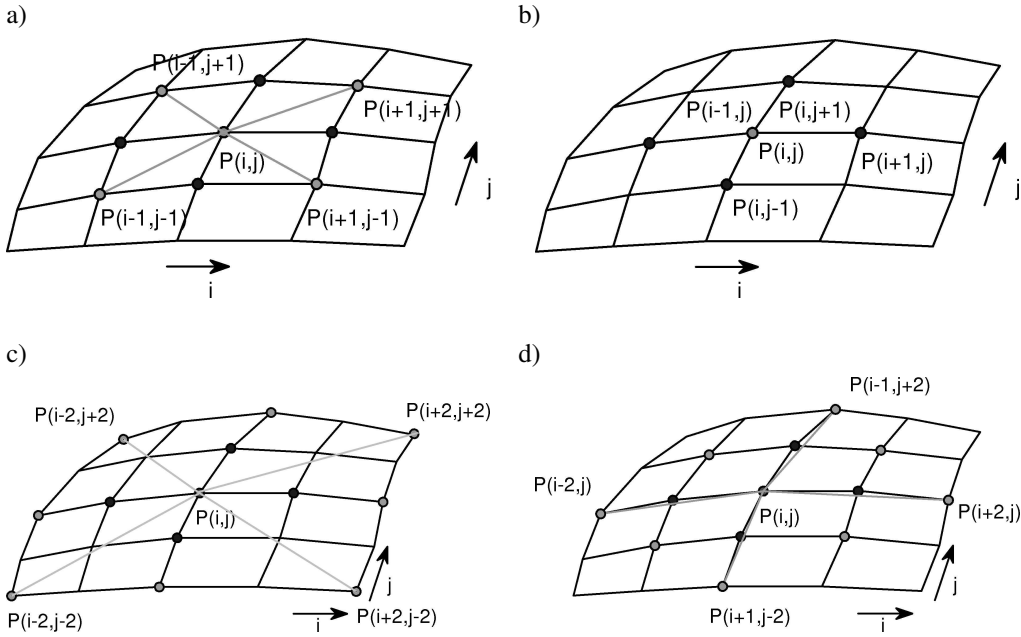 a)
P(i-1,j+1)
P(i+1,j+1)
P(i,j)
P(i-1,j-1)
P(i+1,j-1)
j
i
b)
P(i-1,j)
P(i,j+1)
P(i,j)
P(i+1,j)
P(i,j-1)
j
i
c)
P(i-2,j+2)
P(i+2,j+2)
P(i,j)
j
P(i-2,j-2)
P(i+2,j-2)
i
d)
P(i-1,j+2)
P(i-2,j)
P(i,j)
P(i+2,j)
j
P(i+1,j-2)
i